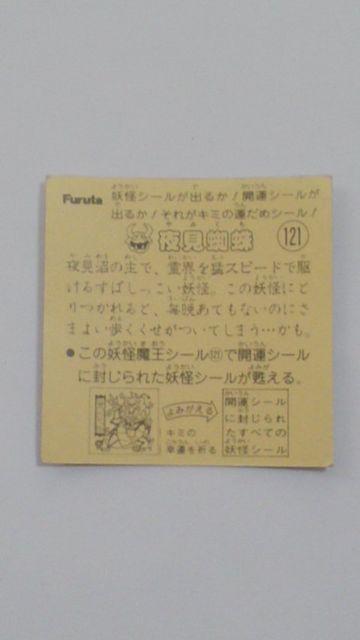 Furuta
妖怪シールが出るか！開運シールが
出るか！それがキミの運だめシール！
夜見蜘蛛 121
夜見沼の主で、霊界を猛スピードで駆
けるすばしっこい妖怪。この妖怪にと
りつかれると、毎晩あてもないのにさ
まよい歩くくせがついてしまう…かも。
●この妖怪魔王シール121で開運シール
に封じられた妖怪シールが甦える。
よみがえる
キミの
幸運を祈る
開運シール
に封じられ
たすべての
妖怪シール